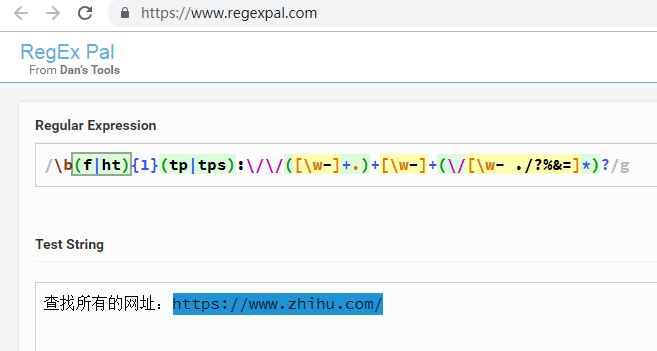 https://www.regexpal.com
RegEx Pal
From Dan's Tools
Regular Expression
/\b(f|ht){1}(tp|tps):\/\/([\w-]+.)+[\w-]+(\/[\w- ./?%&=]*)?/g
Test String
查找所有的网址：https://www.zhihu.com/